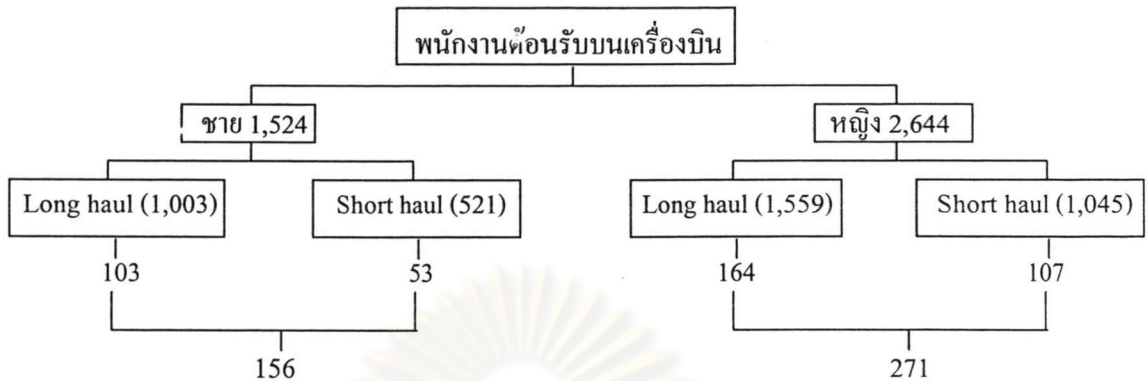 พนักงานต้อนรับบนเครื่องบิน
ชาย 1,524 หญิง 2,644
Long haul (1,003) Short haul (521) Long haul (1,559) Short haul (1,045)
103 53 164 107
156 271